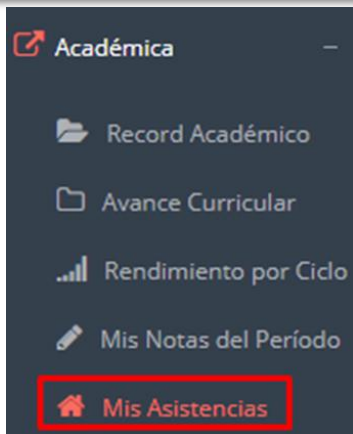 Académica
Record Académico
Avance Curricular
Rendimiento por Ciclo
Mis Notas del Período
Mis Asistencias